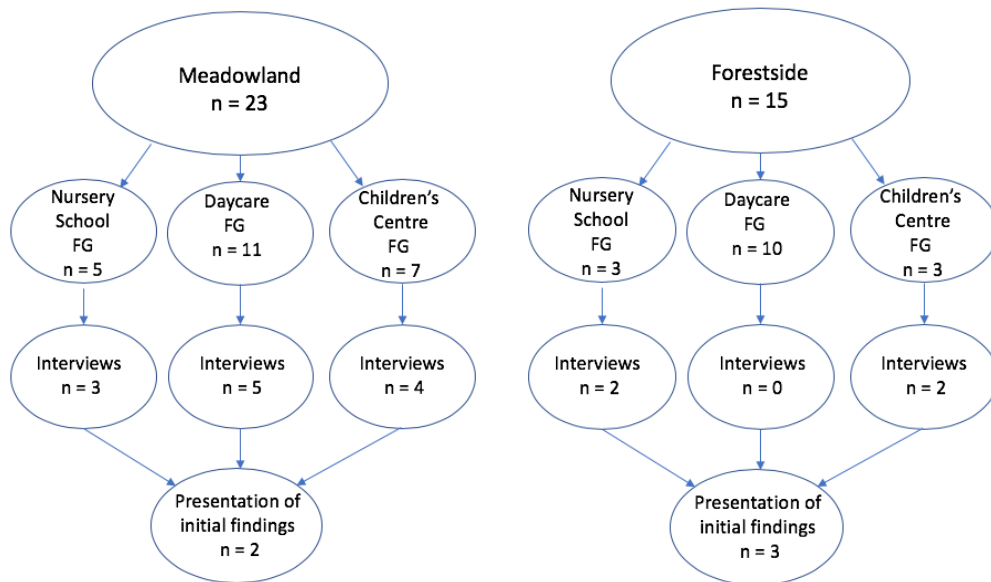 Meadowland
n = 23
Nursery
School
FG
n = 5
Daycare
FG
n = 11
Children’s
Centre
FG
n = 7
Interviews
n = 3
Interviews
n = 5
Interviews
n = 4
Presentation of
initial findings
n = 2
Forestside
n = 15
Nursery
School
FG
n = 3
Daycare
FG
n = 10
Children’s
Centre
FG
n = 3
Interviews
n = 2
Interviews
n = 0
Interviews
n = 2
Presentation of
initial findings
n = 3